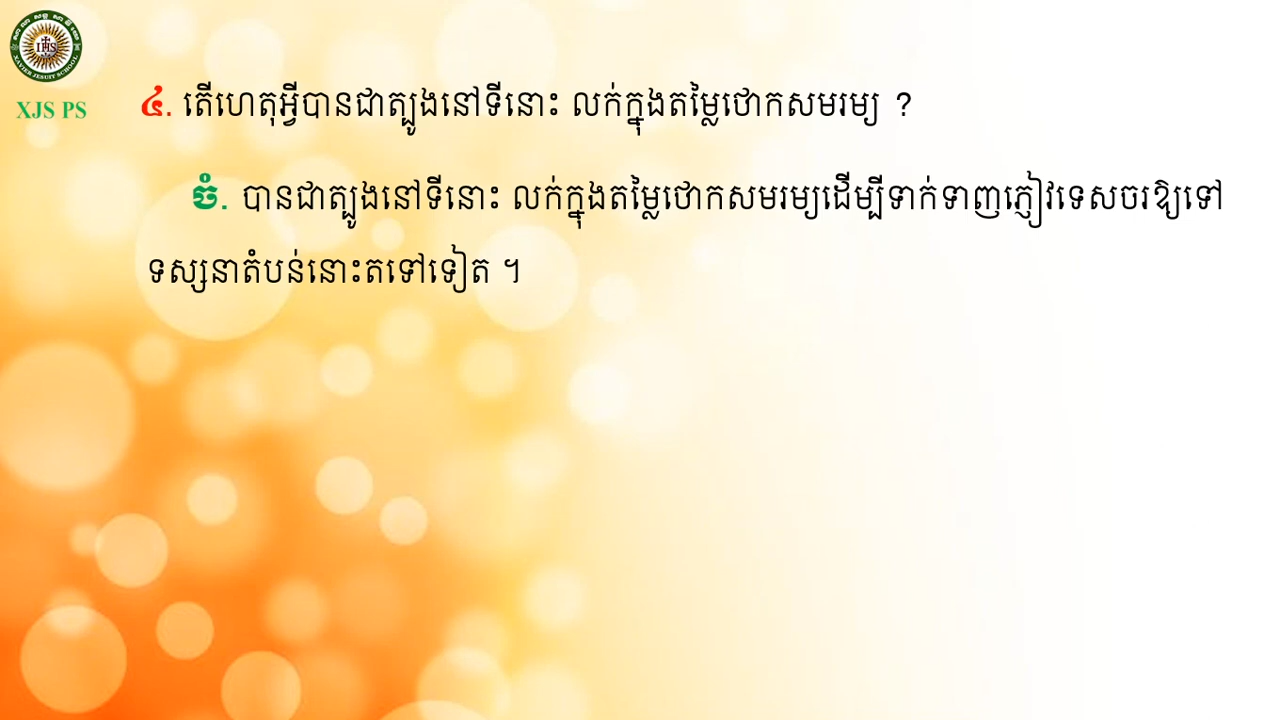 XJS PS
៤. តើហេតុអ្វីបានជាត្បូងនៅទីនោះ លក់ក្នុងតម្លៃថោកសមរម្យ ?
ចំ. បានជាត្បូងនៅទីនោះ លក់ក្នុងតម្លៃថោកសមរម្យដើម្បីទាក់ទាញភ្ញៀវទេសចរឱ្យទៅ
ទស្សនាតំបន់នោះតទៅទៀត ។
IHS
XAVIER JESUIT SCHOOL